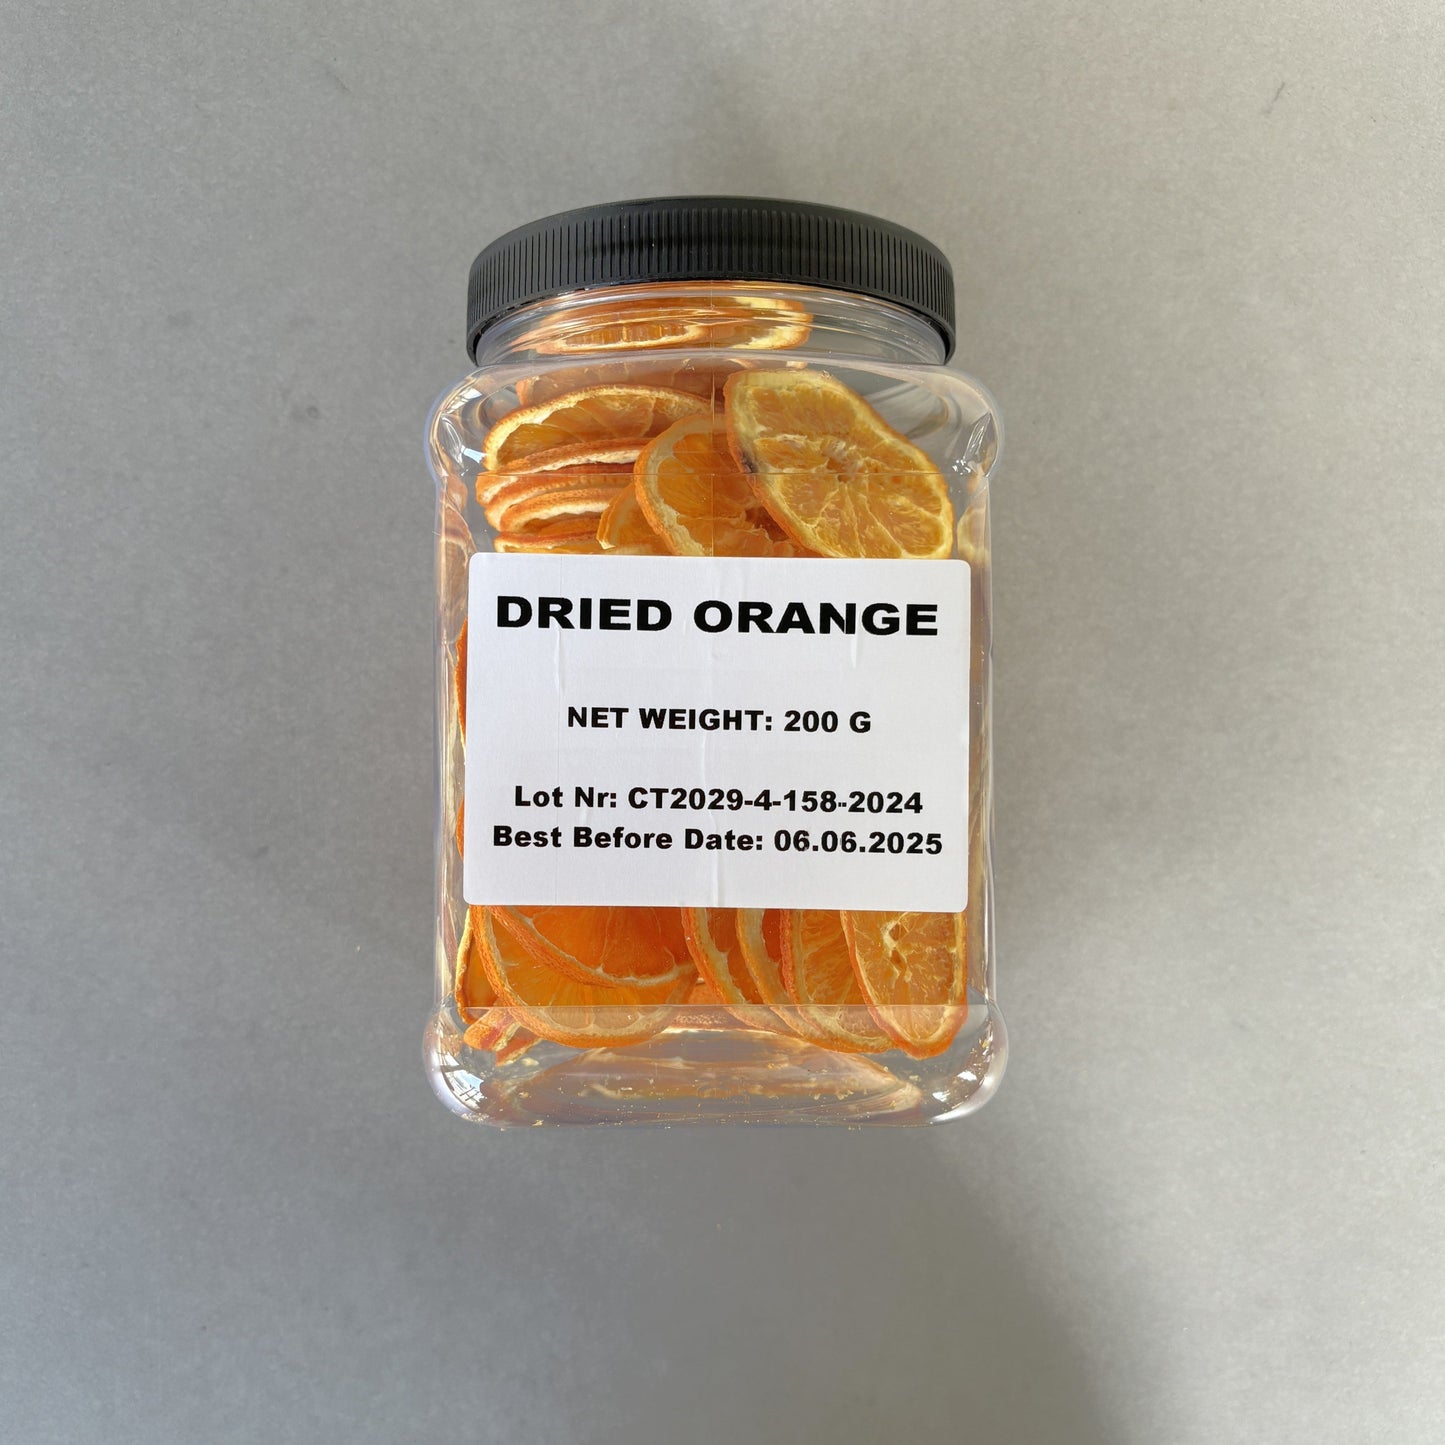 DRIED ORANGE
NET WEIGHT: 200 G
Lot Nr: CT2029-4-158-2024
Best Before Date: 06.06.2025